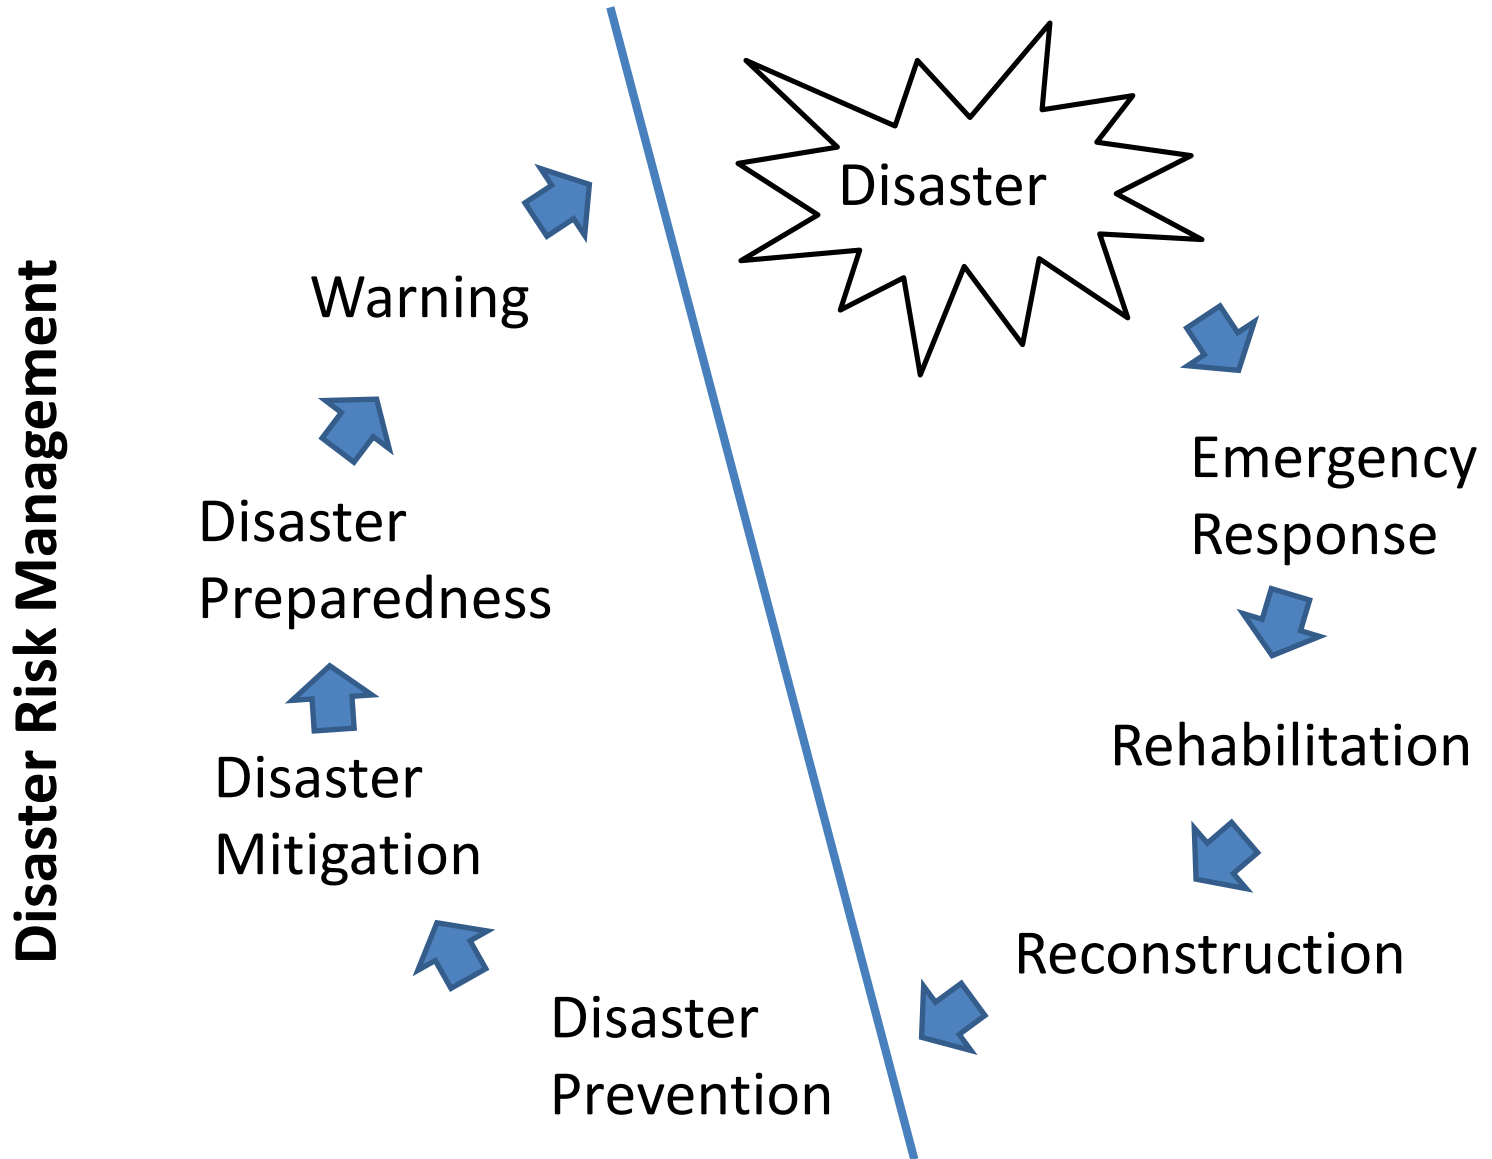 Disaster Risk Management
Disaster
Emergency
Response
Rehabilitation
Reconstruction
Disaster
Prevention
Disaster
Mitigation
Disaster
Preparedness
Warning